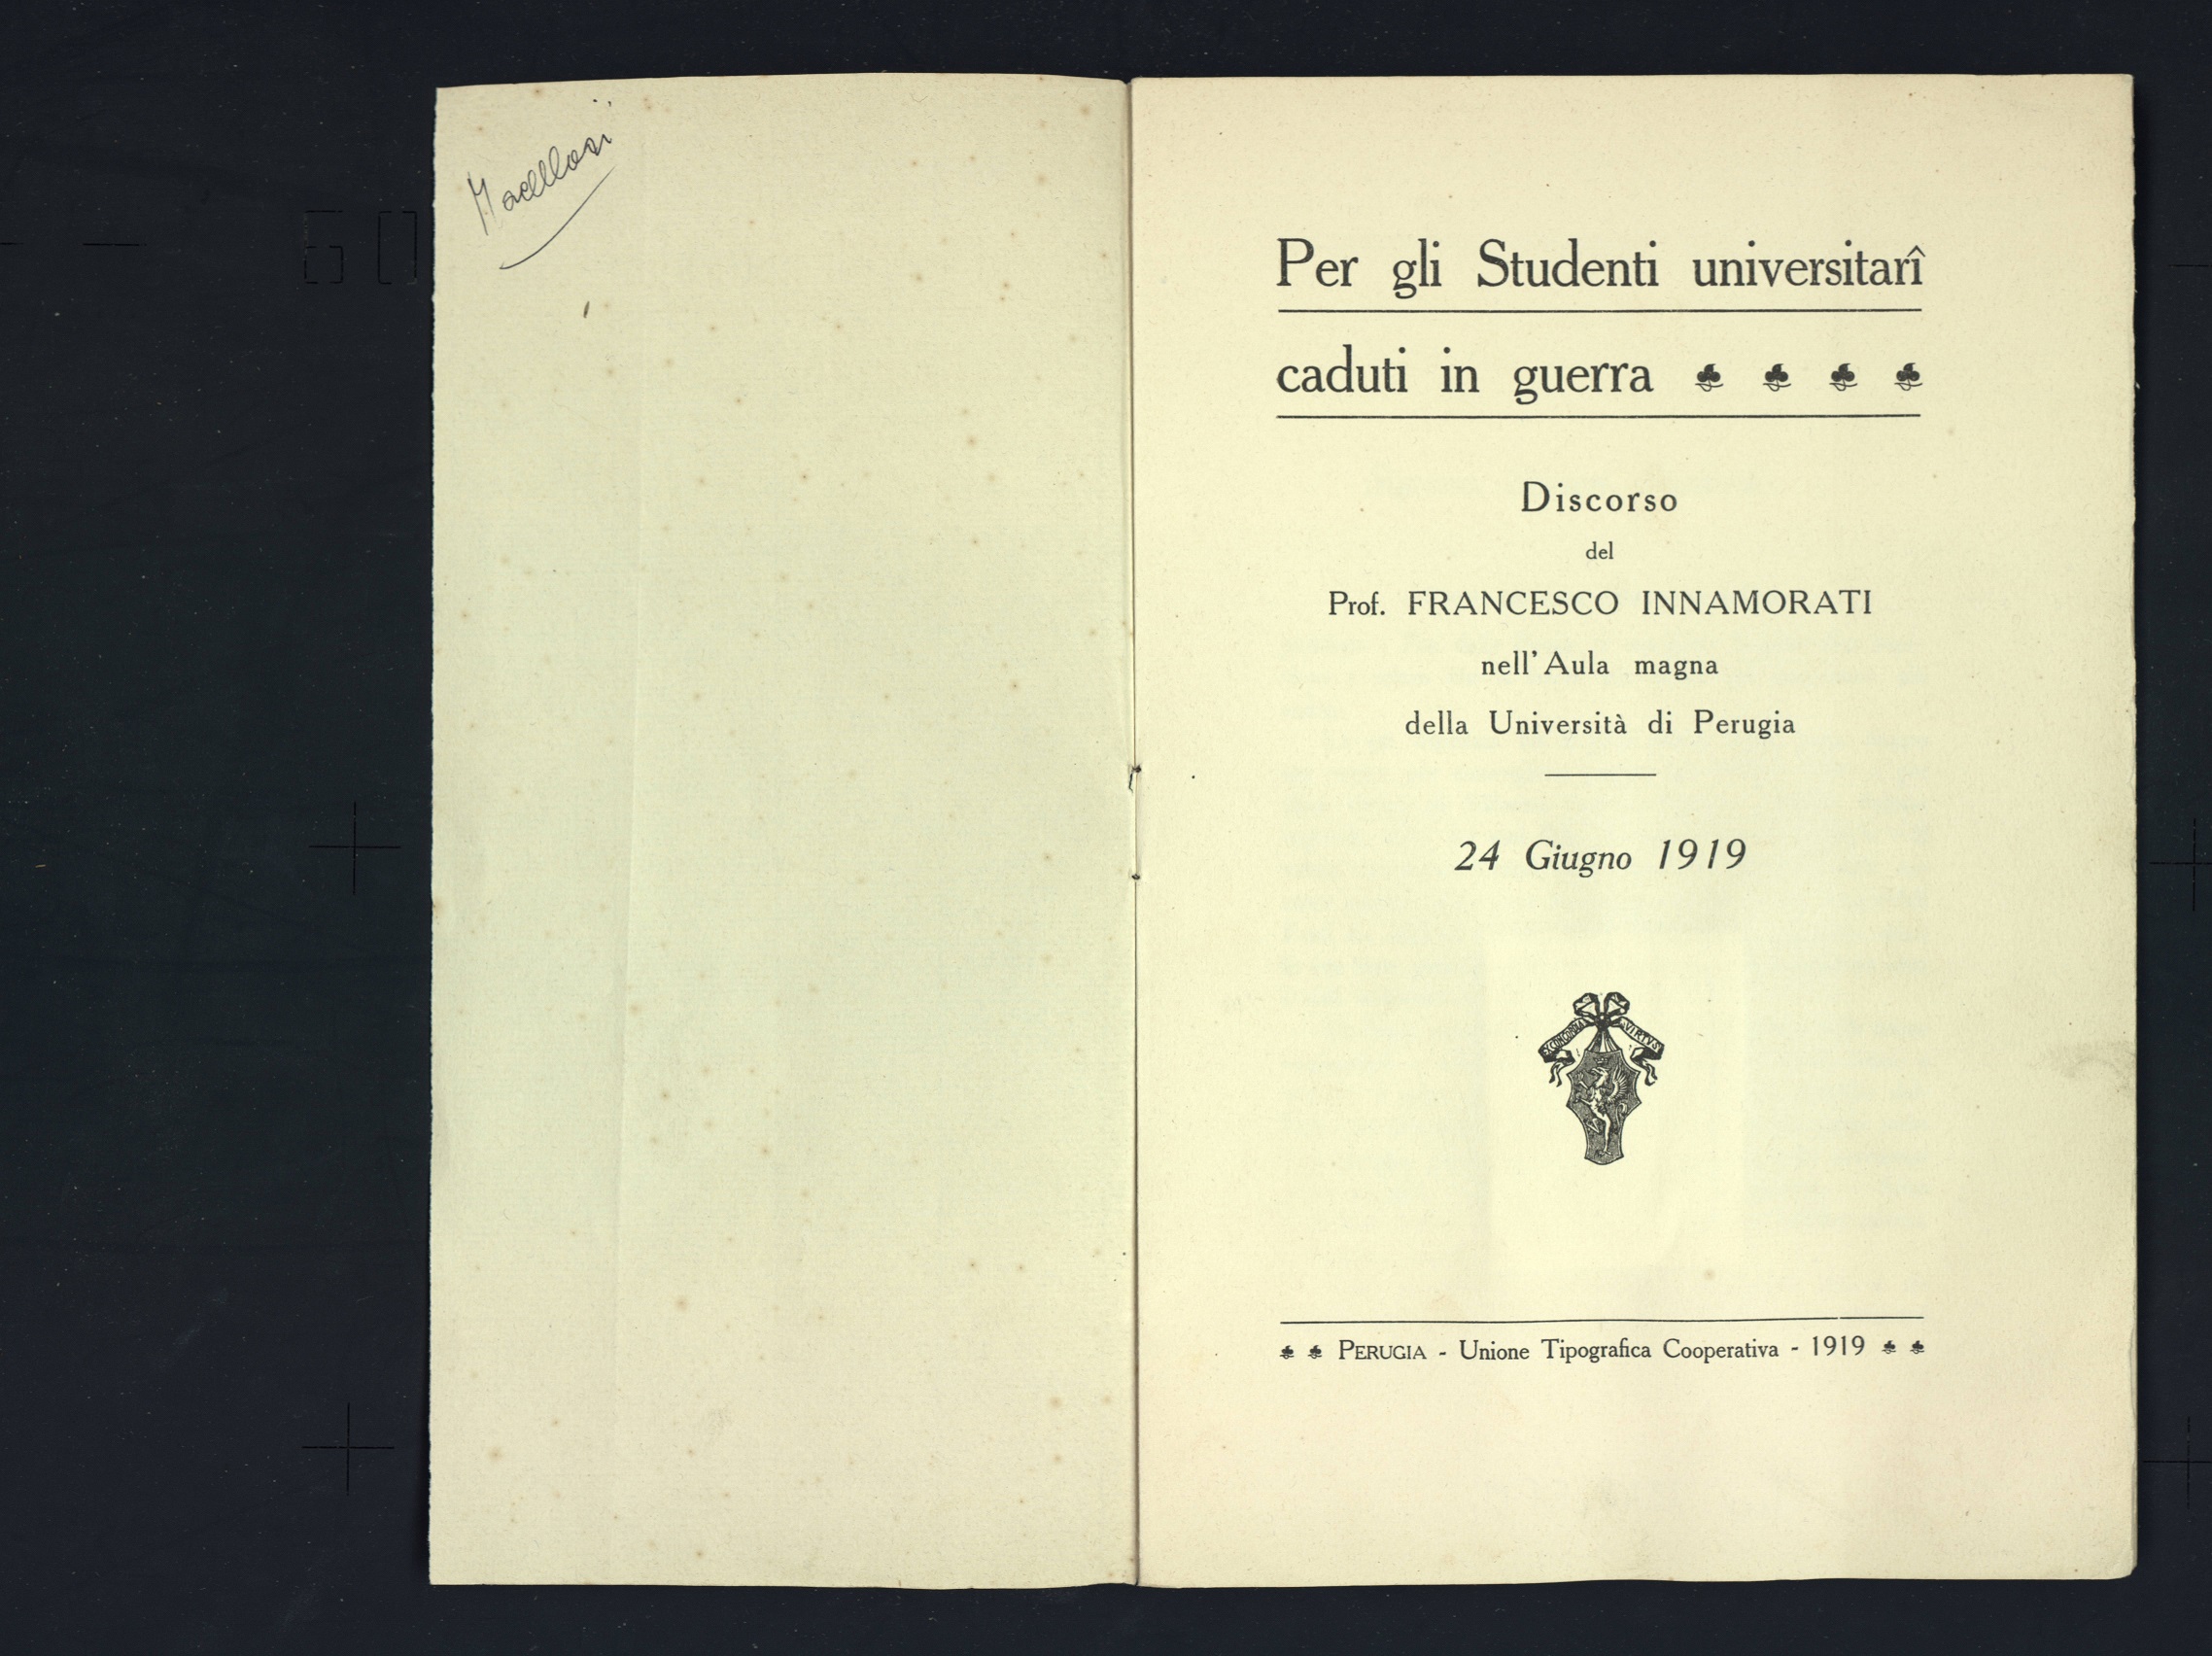 Per gli Studenti universitarî
caduti in guerra
Discorso
del
Prof. FRANCESCO INNAMORATI
nell' Aula magna
della Università di Perugia
24 Giugno 1919
VIRTVS
PERUGIA - Unione Tipografica Cooperativa - 1919